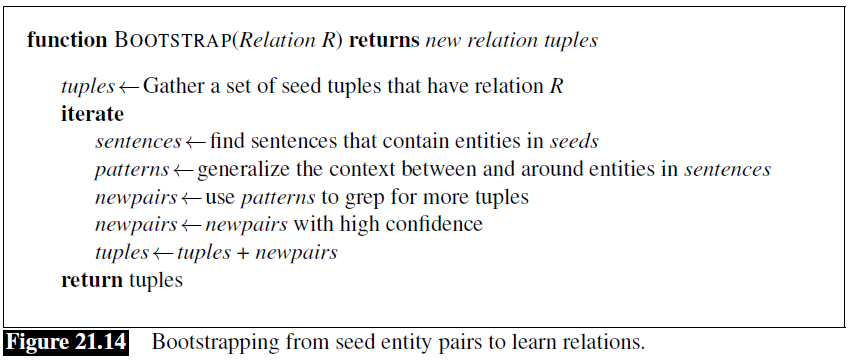 function BOOTSTRAP(Relation R) returns new relation tuples
tuples←Gather a set of seed tuples that have relation R
iterate
sentences←find sentences that contain entities in seeds
patterns←generalize the context between and around entities in sentences
newpairs←use patterns to grep for more tuples
newpairs←newpairs with high confidence
tuples←tuples + newpairs
return tuples
Figure 21.14 Bootstrapping from seed entity pairs to learn relations.